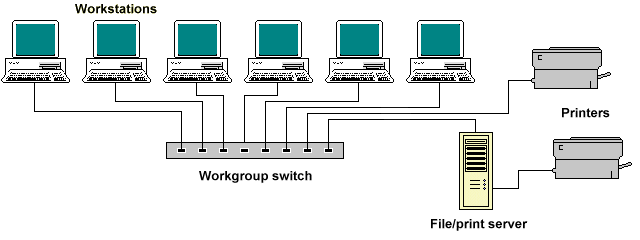 Workstations
Printers
Workgroup switch
File/print server